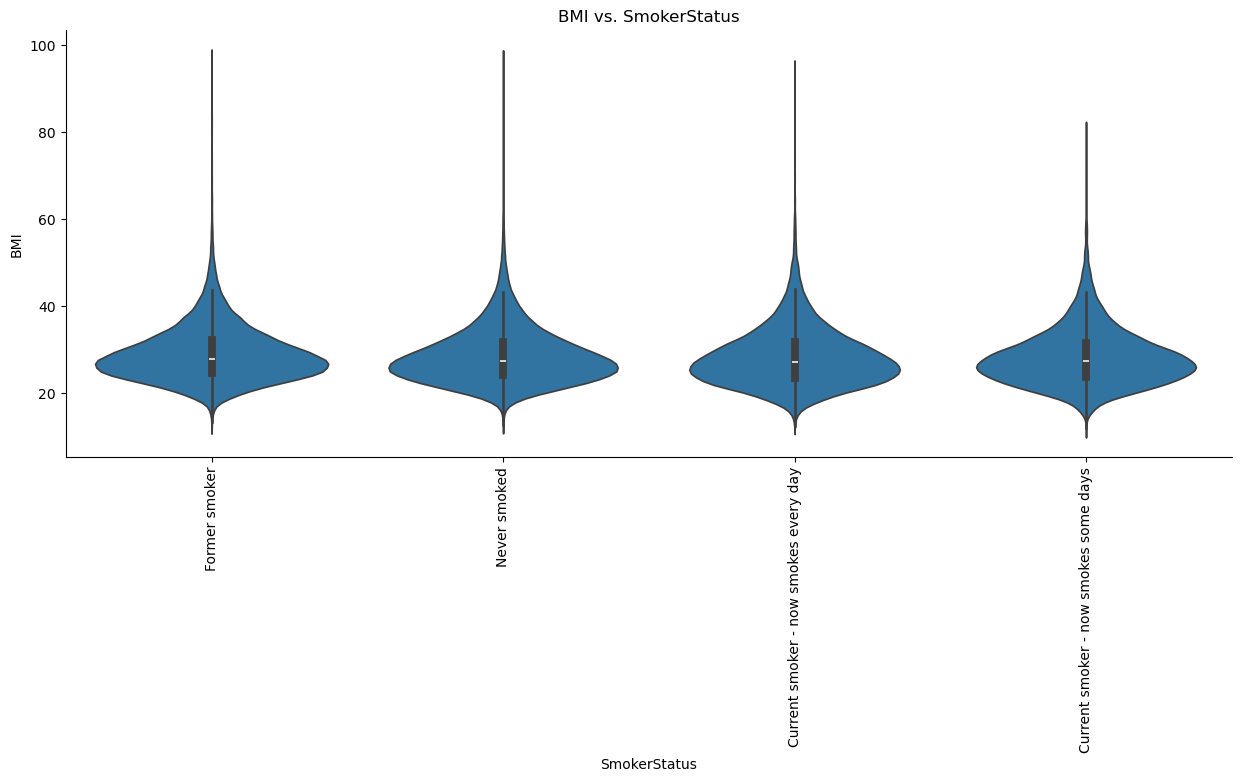 BMI vs. SmokerStatus
100
80
60
40
20
BMI
Former smoker
Never smoked
Current smoker - now smokes every day
Current smoker - now smokes some days
SmokerStatus